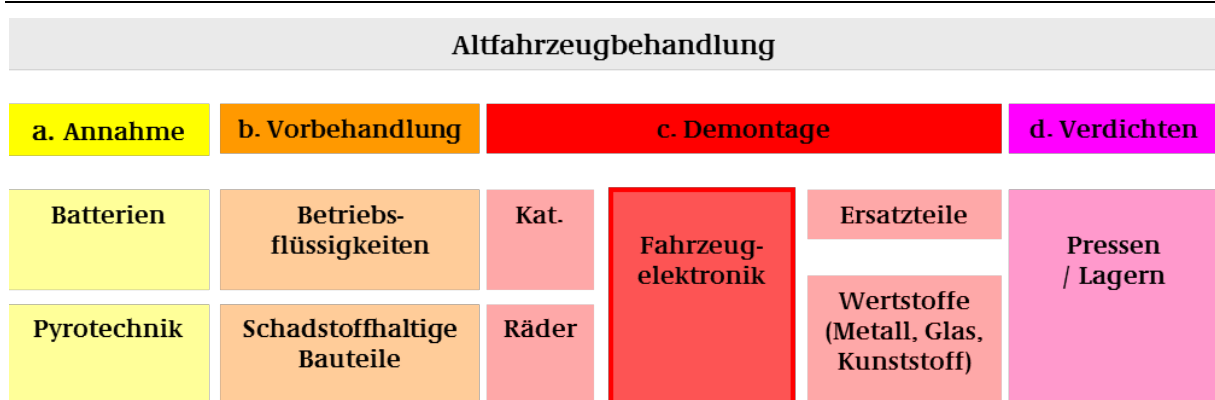 Altfahrzeugbehandlung
a. Annahme
b. Vorbehandlung
c. Demontage
d. Verdichten
Batterien
Pyrotechnik
Betriebs-
flüssigkeiten
Schadstoffhaltige
Bauteile
Kat.
Räder
Fahrzeug-
elektronik
Ersatzteile
Wertstoffe
(Metall, Glas,
Kunststoff)
Pressen
/ Lagern